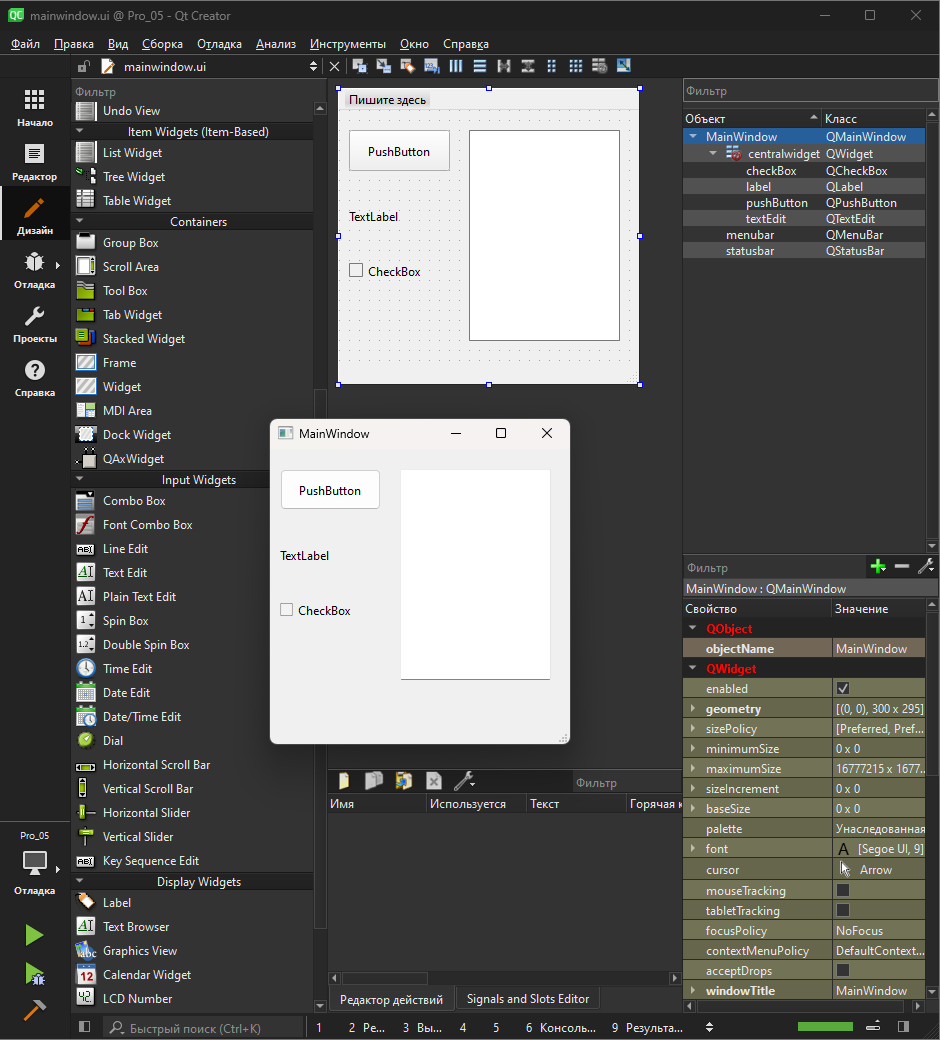 mainwindow.ui @ Pro_05 - Qt Creator
Файл Правка Вид Сборка Отладка Анализ Инструменты Окно Справка
mainwindow.ui
Начало
Редактор
Дизайн
Отладка
Проекты
Справка
Pro_05
Отладка
Фильтр
Undo View
Item Widgets (Item-Based)
List Widget
Tree Widget
Table Widget
Containers
Group Box
Scroll Area
Tool Box
Tab Widget
Stacked Widget
Frame
Widget
MDI Area
Dock Widget
QAxWidget
Input Widgets
Combo Box
Font Combo Box
Line Edit
Text Edit
Plain Text Edit
Spin Box
Double Spin Box
Time Edit
Date Edit
Date/Time Edit
Dial
Horizontal Scroll Bar
Vertical Scroll Bar
Horizontal Slider
Vertical Slider
Key Sequence Edit
Display Widgets
Label
Text Browser
Graphics View
Calendar Widget
LCD Number
Пишите здесь
PushButton
TextLabel
CheckBox
MainWindow
PushButton
TextLabel
CheckBox
Фильтр
Имя Используется Текст Горячая к
Редактор действий Signals and Slots Editor
Фильтр
Объект Класс
MainWindow QMainWindow
centralwidget QWidget
checkBox QCheckBox
label QLabel
pushButton QPushButton
textEdit QTextEdit
menubar QMenuBar
statusbar QStatusBar
Фильтр
MainWindow : QMainWindow
Свойство Значение
QObject
objectName MainWindow
QWidget
enabled
geometry [(0, 0), 300 x 295]
sizePolicy [Preferred, Pref...
minimumSize 0 x 0
maximumSize 16777215 x 1677...
sizeIncrement 0 x 0
baseSize 0 x 0
palette Унаследованная
font A [Segoe UI, 9]
cursor Arrow
mouseTracking
tabletTracking
focusPolicy NoFocus
contextMenuPolicy DefaultContext...
acceptDrops
windowTitle MainWindow
Быстрый поиск (Ctrl+K) 1 2 Ре... 3 Вы... 4 5 6 Консоль... 9 Результа...